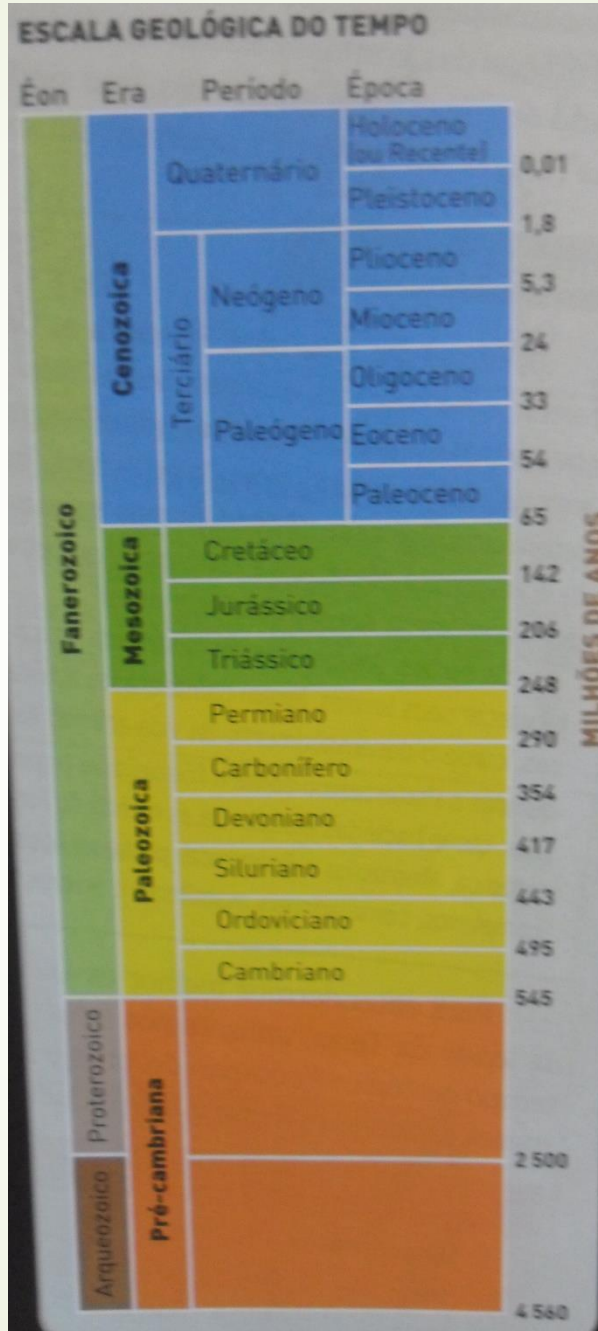 ESCALA GEOLÓGICA DO TEMPO
Éon Era Período Época
Fanerozoico
Cenozoica
Quaternário
Holoceno
(ou Recente)
0,01
Pleistoceno
1,8
Terciário
Neógeno
Plioceno
5,3
Mioceno
24
Paleógeno
Oligoceno
33
Eoceno
54
Paleoceno
65
Mesozoica
Cretáceo
142
Jurássico
206
Triássico
248
Paleozoica
Permiano
290
Carbonífero
354
Devoniano
417
Siluriano
443
Ordoviciano
495
Cambriano
545
Proterozoico
Pré-cambriana
2 500
Arqueozoico
4 560
MILHÕES DE ANOS